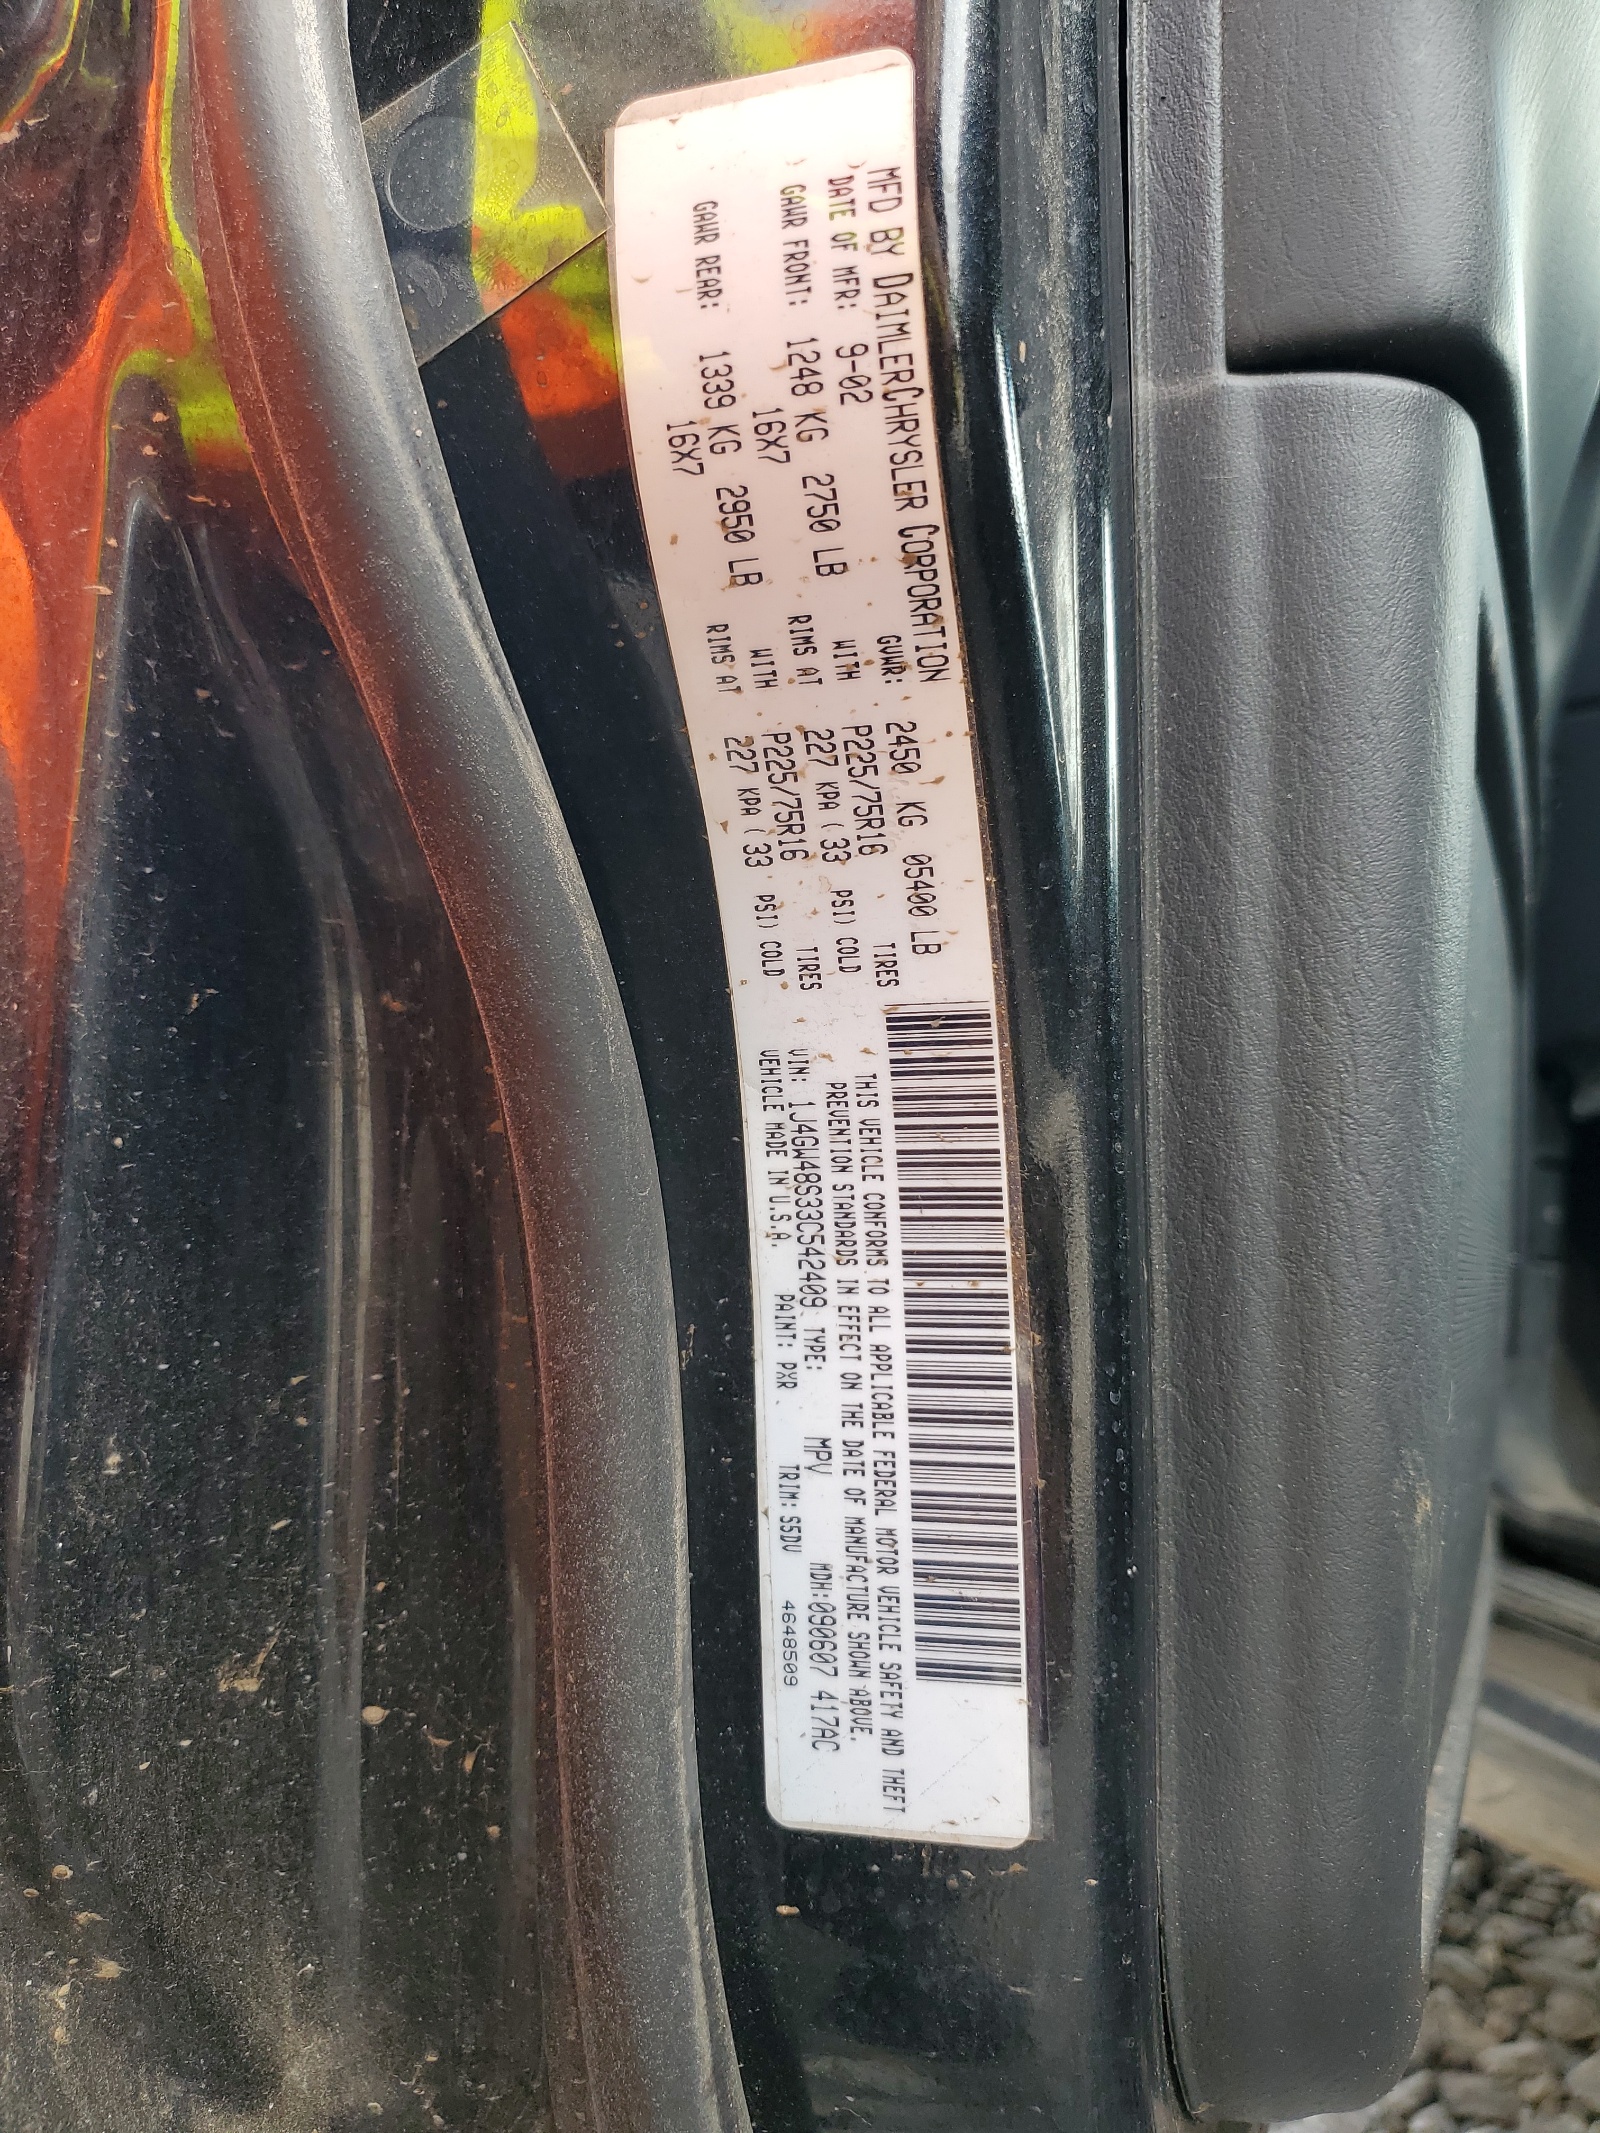 MFD BY DAIMLERCHRYSLER CORPORATION
DATE OF MFR: 9-02 GVWR: 2450 KG 05400 LB
GAWR FRONT: 1248 KG 2750 LB WITH P225/75R16 TIRES
16X7 RIMS AT 227 KPA ( 33 PSI) COLD
GAWR REAR: 1339 KG 2950 LB WITH P225/75R16 TIRES
16X7 RIMS AT 227 KPA ( 33 PSI) COLD
THIS VEHICLE CONFORMS TO ALL APPLICABLE FEDERAL MOTOR VEHICLE SAFETY AND THEFT
PREVENTION STANDARDS IN EFFECT ON THE DATE OF MANUFACTURE SHOWN ABOVE.
VIN: 1J4GW48S33C542409 TYPE: MPV MDH:090607 417AC
VEHICLE MADE IN U.S.A. PAINT: PXR TRIM: S5DV 4648509